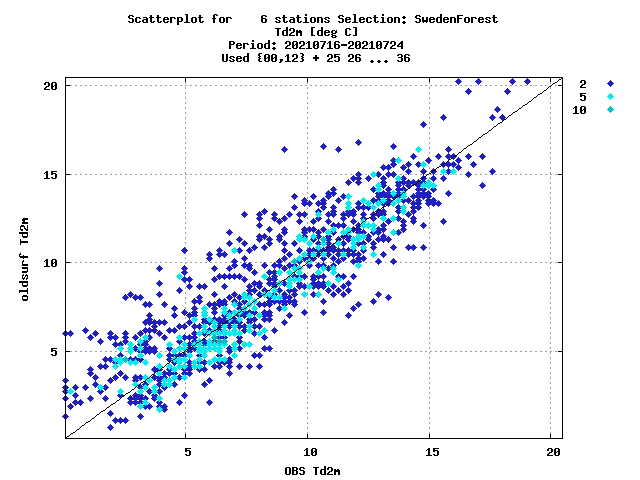 Scatterplot for 6 stations Selection: SwedenForest
Td2m [deg C]
Period: 20210716-20210724
Used {00,12} + 25 26 ... 36
2
5
10
20
15
10
5
oldsurf Td2m
5
10
15
20
OBS Td2m